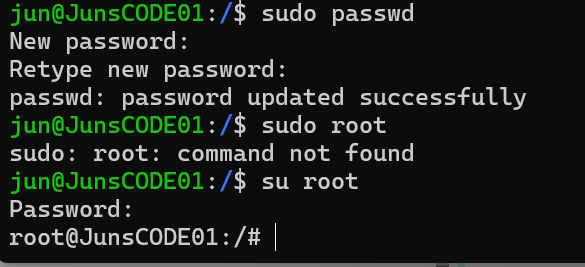 jun@JunsCODE01:/$ sudo passwd
New password:
Retype new password:
passwd: password updated successfully
jun@JunsCODE01:/$ sudo root
sudo: root: command not found
jun@JunsCODE01:/$ su root
Password:
root@JunsCODE01:/#